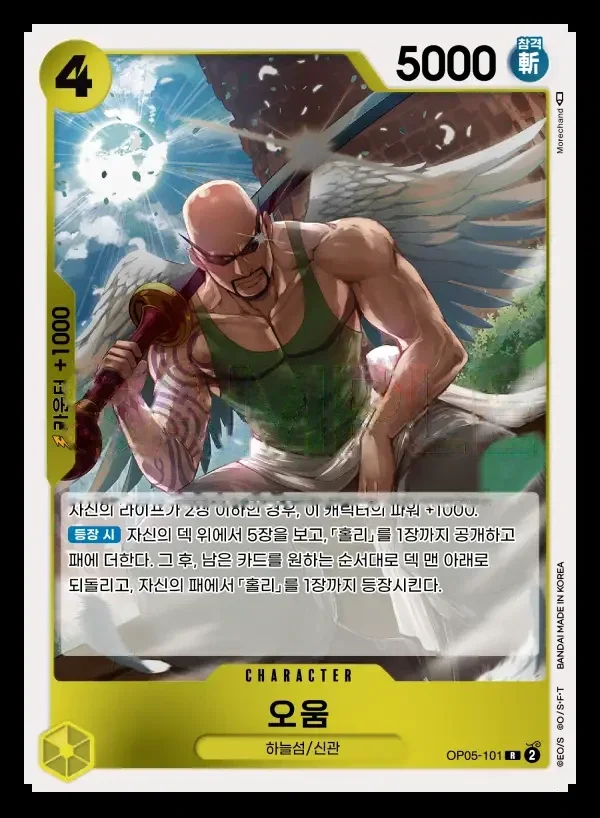 4
5000
참격
斬
Morechand
카운터 +1000
자신의 라이프가 2장 이하인 경우, 이 캐릭터의 파워 +1000.
등장 시 자신의 덱 위에서 5장을 보고, 「홀리」를 1장까지 공개하고
패에 더한다. 그 후, 남은 카드를 원하는 순서대로 덱 맨 아래로
되돌리고, 자신의 패에서 「홀리」를 1장까지 등장시킨다.
CHARACTER
오움
하늘섬/신관
OP05-101 R 2
©EO/S ©O/S·F·T BANDAI MADE IN KOREA